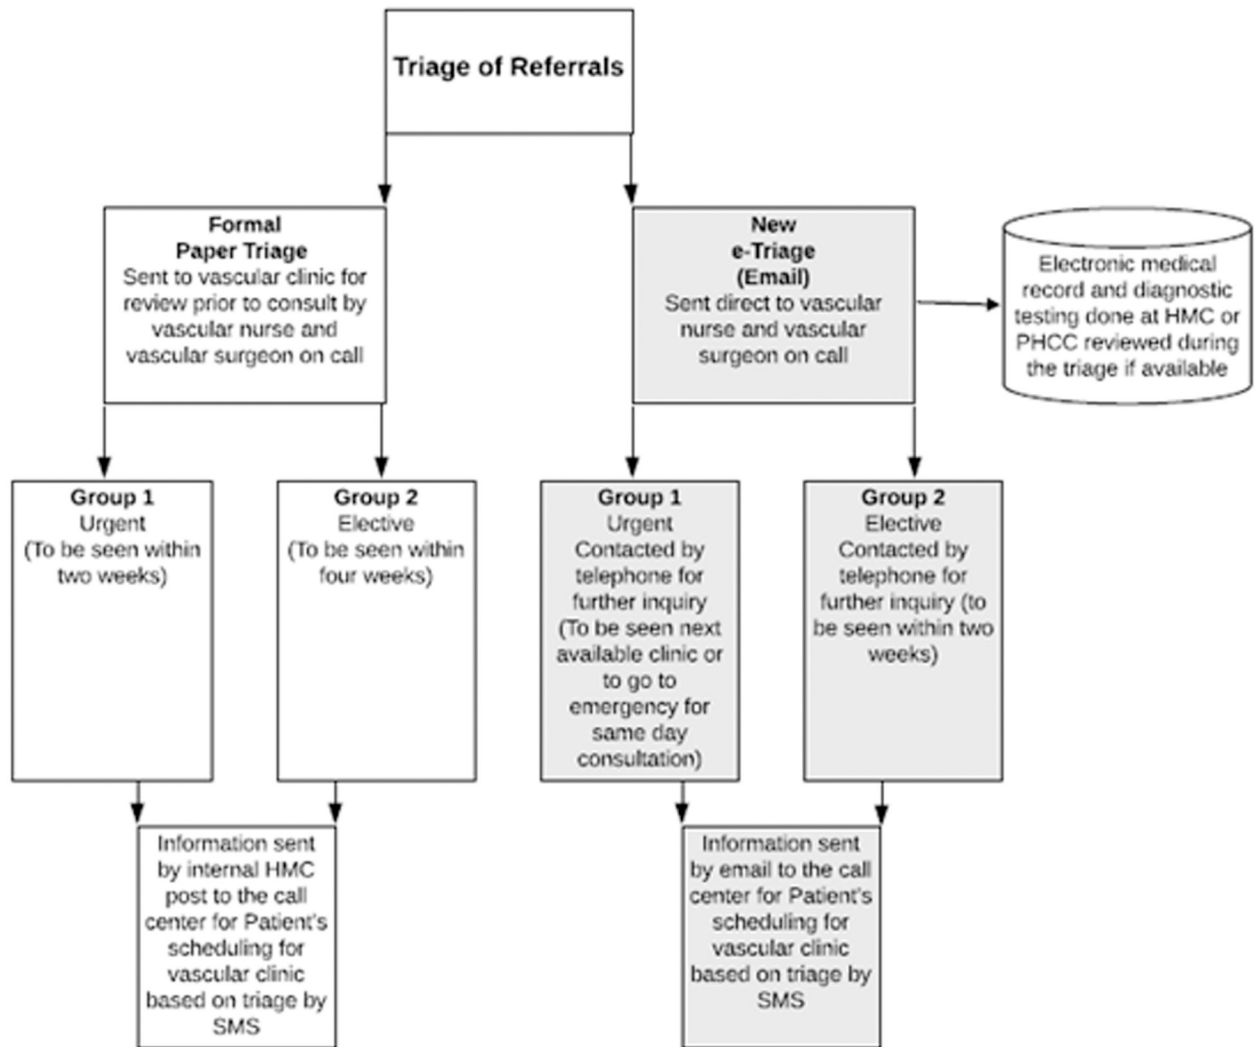 Triage of Referrals
Formal
Paper Triage
Sent to vascular clinic for
review prior to consult by
vascular nurse and
vascular surgeon on call
New
e-Triage
(Email)
Sent direct to vascular
nurse and vascular
surgeon on call
Electronic medical
record and diagnostic
testing done at HMC or
PHCC reviewed during
the triage if available
Group 1
Urgent
(To be seen within
two weeks)
Group 2
Elective
(To be seen within
four weeks)
Group 1
Urgent
Contacted by
telephone for
further inquiry
(To be seen next
available clinic or
to go to
emergency for
same day
consultation)
Group 2
Elective
Contacted by
telephone for
further inquiry (to
be seen within two
weeks)
Information sent
by internal HMC
post to the call
center for Patient's
scheduling for
vascular clinic
based on triage by
SMS
Information sent
by email to the call
center for Patient's
scheduling for
vascular clinic
based on triage by
SMS